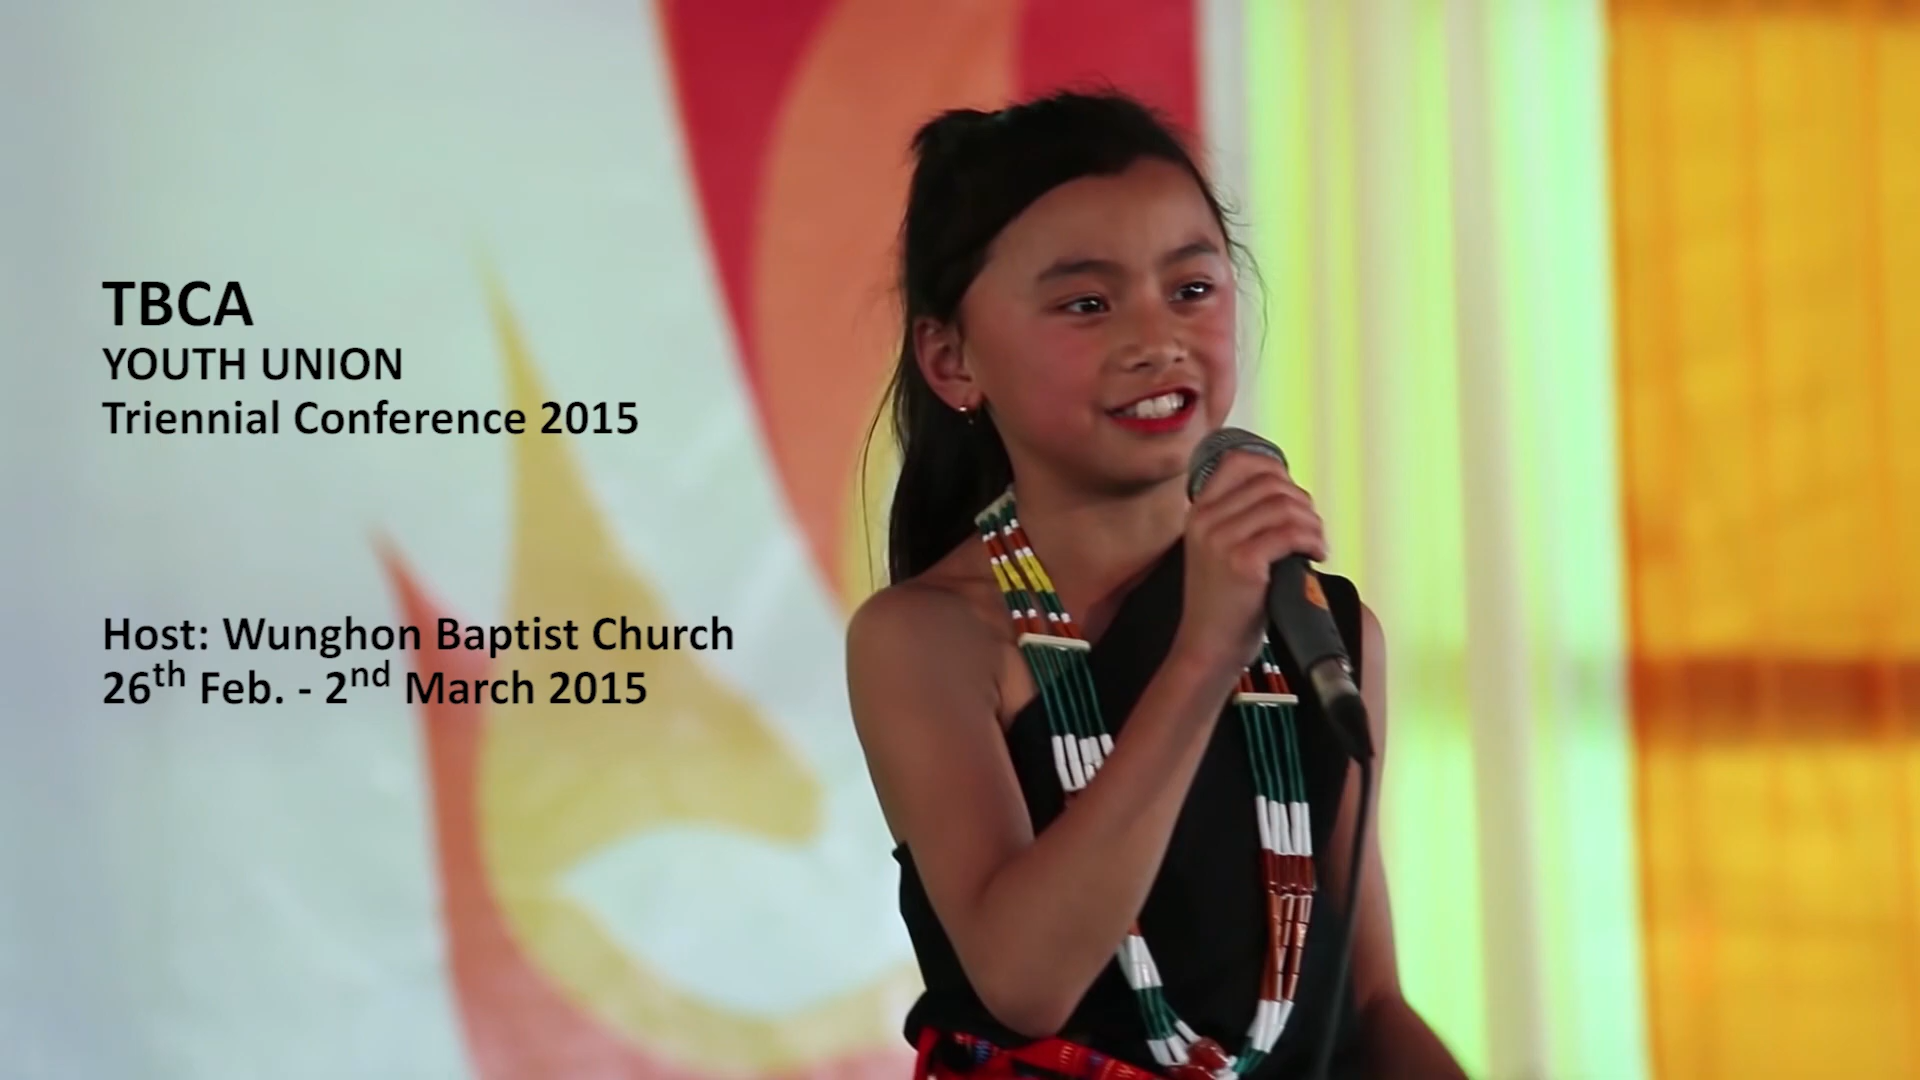 TBCA
YOUTH UNION
Triennial Conference 2015
Host: Wunghon Baptist Church
26th Feb. - 2nd March 2015